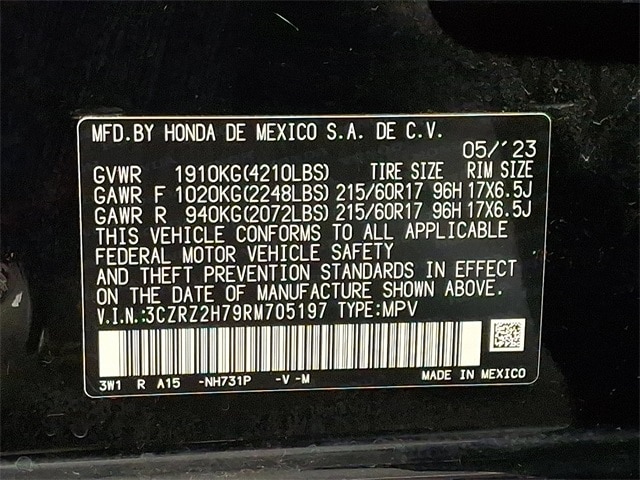 MFD.BY HONDA DE MEXICO S.A. DE C.V.
05/'23
GVWR 1910KG(4210LBS) TIRE SIZE RIM SIZE
GAWR F 1020KG(2248LBS) 215/60R17 96H 17X6.5J
GAWR R 940KG(2072LBS) 215/60R17 96H 17X6.5J
THIS VEHICLE CONFORMS TO ALL APPLICABLE
FEDERAL MOTOR VEHICLE SAFETY
AND THEFT PREVENTION STANDARDS IN EFFECT
ON THE DATE OF MANUFACTURE SHOWN ABOVE.
V.I.N.:3CZRZ2H79RM705197 TYPE:MPV
3W1 R A15 -NH731P -V -M MADE IN MEXICO